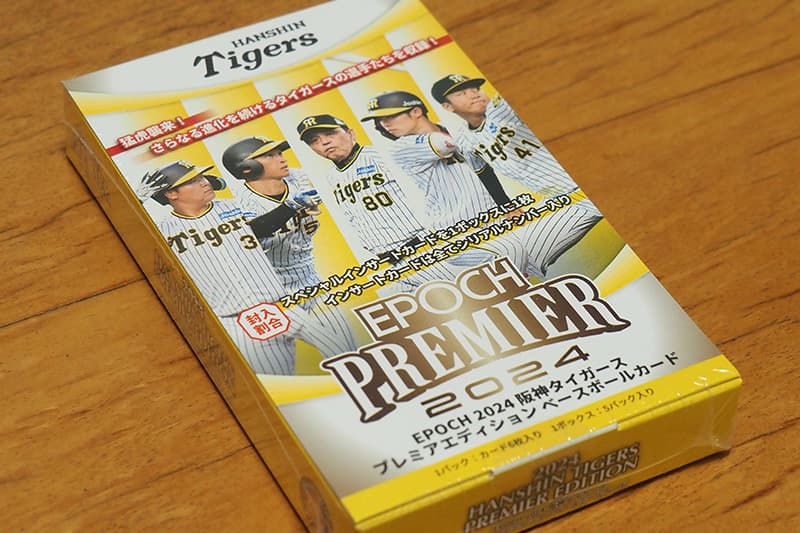 HANSHIN
Tigers
猛虎襲来！
さらなる進化を続けるタイガースの選手たちを収録！
Tigers
3
5
Tigers
80
41
スペシャルインサートカードを1ボックスに1枚
インサートカードは全てシリアルナンバー入り
封入
割合
EPOCH
PREMIER
2024
EPOCH 2024 阪神タイガース
プレミアエディション ベースボールカード
1パック：カード6枚入り 1ボックス：5パック入り
2024
HANSHIN TIGERS
PREMIER EDITION